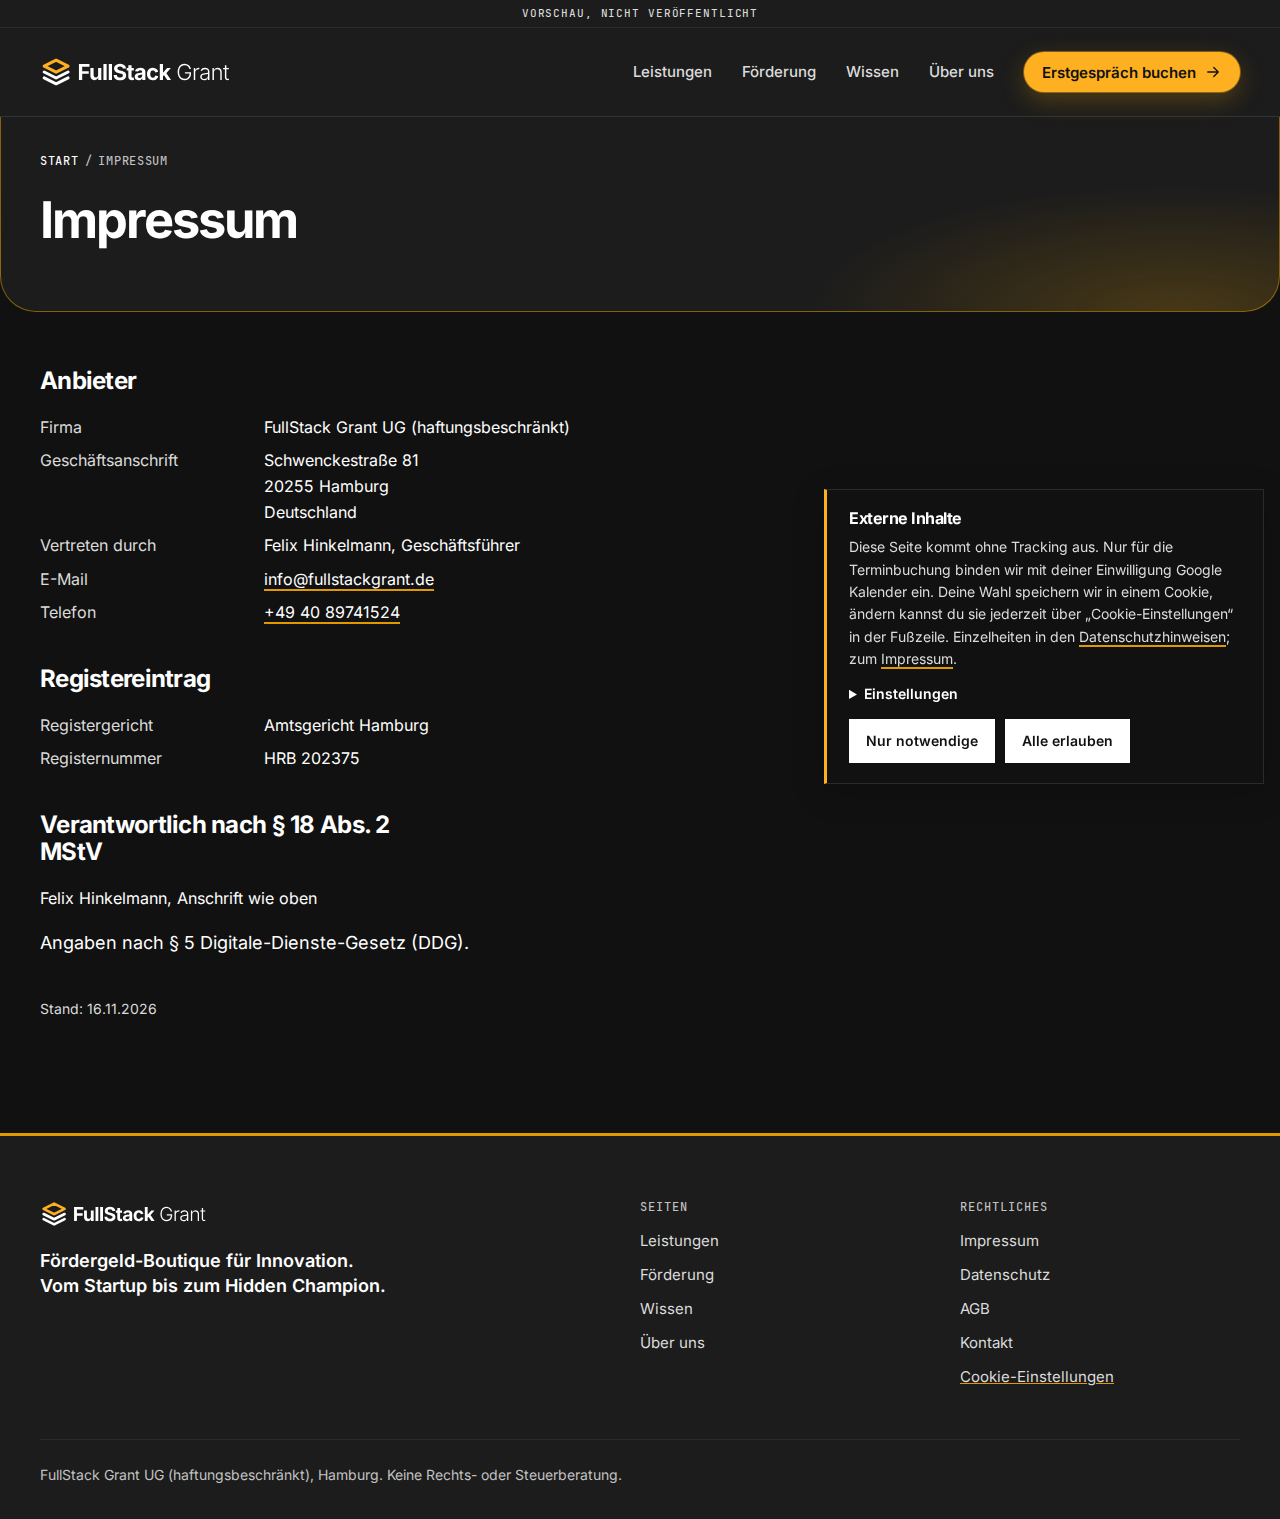 VORSCHAU, NICHT VERÖFFENTLICHT
FullStack Grant
Leistungen
Förderung
Wissen
Über uns
Erstgespräch buchen →
START / IMPRESSUM
Impressum
Anbieter
Firma FullStack Grant UG (haftungsbeschränkt)
Geschäftsanschrift Schwenckestraße 81
20255 Hamburg
Deutschland
Vertreten durch Felix Hinkelmann, Geschäftsführer
E-Mail info@fullstackgrant.de
Telefon +49 40 89741524
Registereintrag
Registergericht Amtsgericht Hamburg
Registernummer HRB 202375
Verantwortlich nach § 18 Abs. 2
MStV
Felix Hinkelmann, Anschrift wie oben
Angaben nach § 5 Digitale-Dienste-Gesetz (DDG).
Stand: 16.11.2026
Externe Inhalte
Diese Seite kommt ohne Tracking aus. Nur für die
Terminbuchung binden wir mit deiner Einwilligung Google
Kalender ein. Deine Wahl speichern wir in einem Cookie,
ändern kannst du sie jederzeit über „Cookie-Einstellungen“
in der Fußzeile. Einzelheiten in den Datenschutzhinweisen;
zum Impressum.
Einstellungen
Nur notwendige
Alle erlauben
FullStack Grant
Fördergeld-Boutique für Innovation.
Vom Startup bis zum Hidden Champion.
SEITEN
Leistungen
Förderung
Wissen
Über uns
RECHTLICHES
Impressum
Datenschutz
AGB
Kontakt
Cookie-Einstellungen
FullStack Grant UG (haftungsbeschränkt), Hamburg. Keine Rechts- oder Steuerberatung.